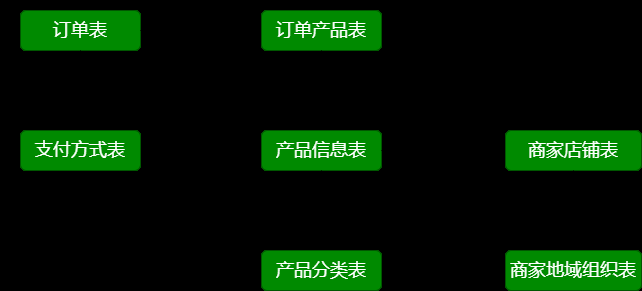 订单表
订单产品表
支付方式表
产品信息表
商家店铺表
产品分类表
商家地域组织表